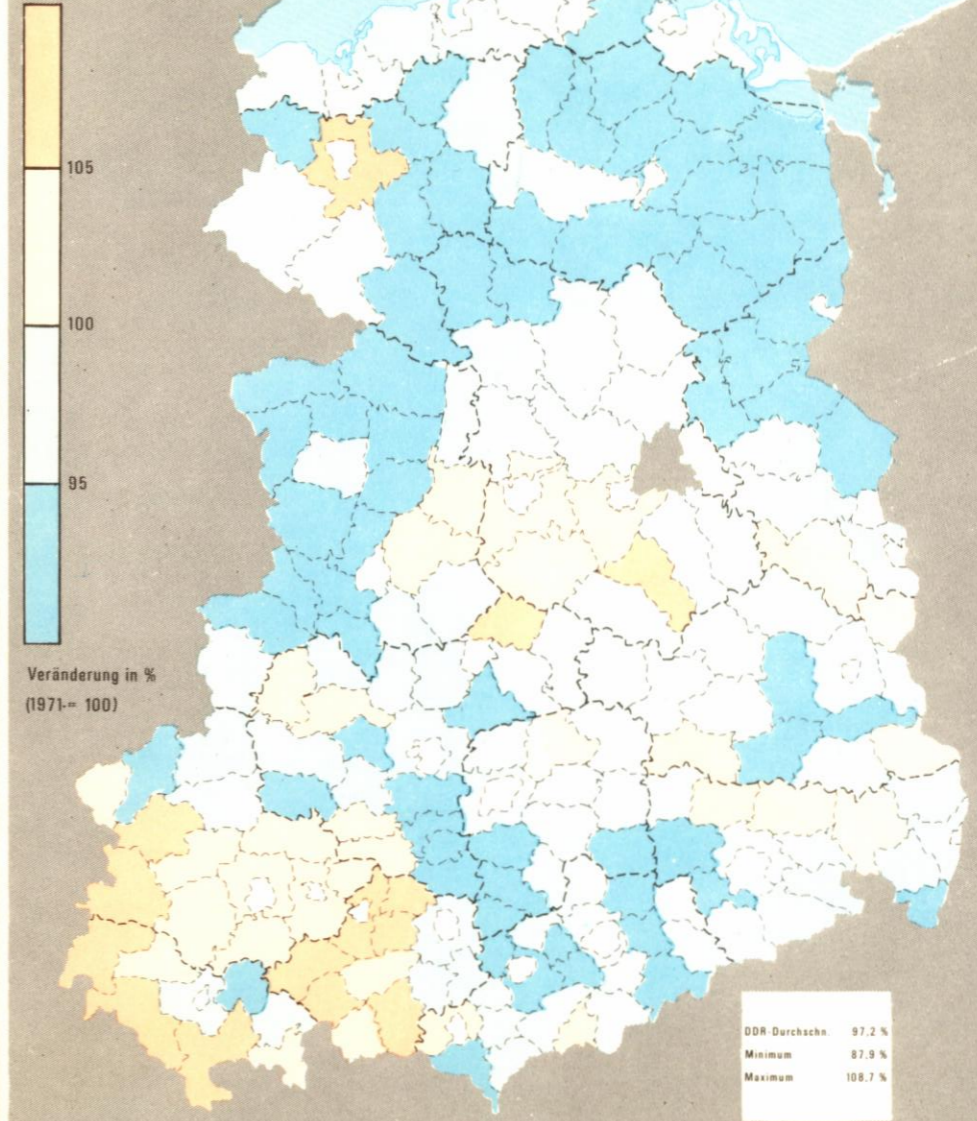 105
100
95
Veränderung in %
(1971 = 100)
DDR-Durchschn. 97,2 %
Minimum 87,9 %
Maximum 108,7 %